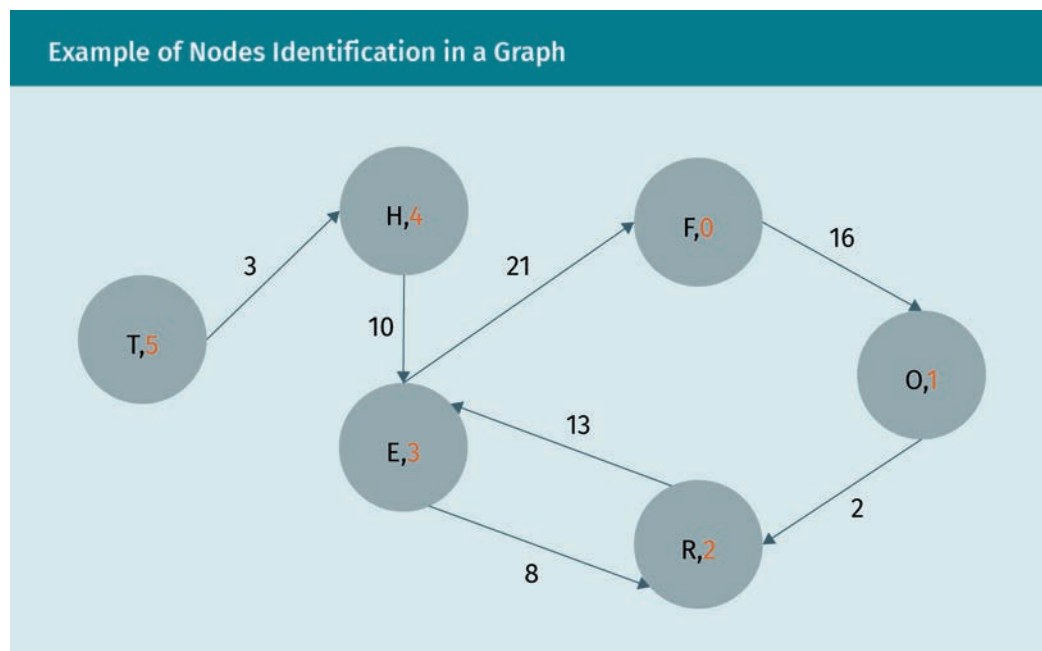 Example of Nodes Identification in a Graph
H,4
F,0
16
3
21
10
T,5
O,1
13
E,3
2
R,2
8